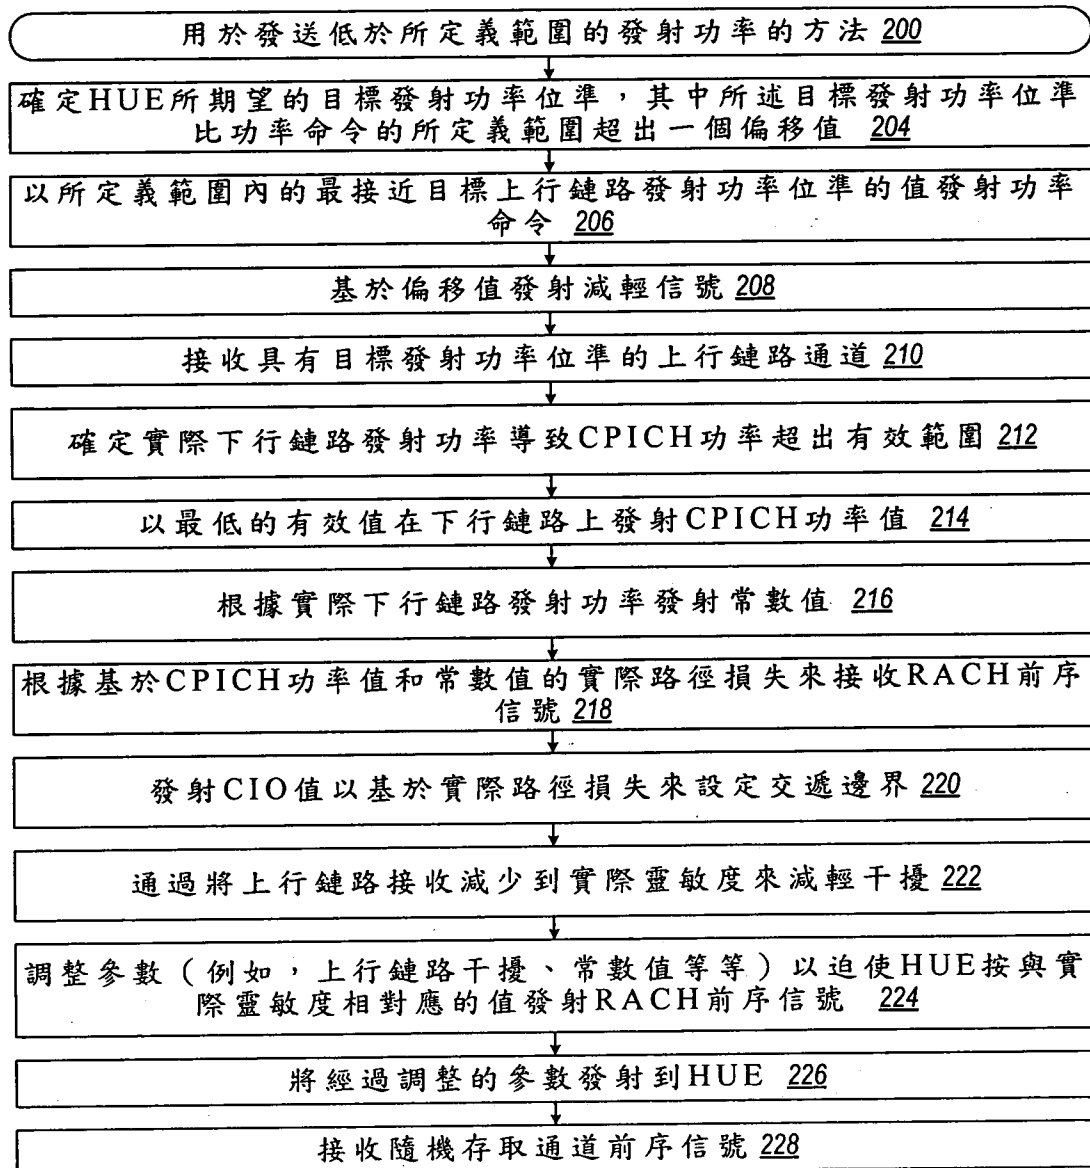 用於發送低於所定義範圍的發射功率的方法 200
確定HUE所期望的目標發射功率位準,其中所述目標發射功率位準
比功率命令的所定義範圍超出一個偏移值 204
以所定義範圍內的最接近目標上行鏈路發射功率位準的值發射功率
命令 206
基於偏移值發射減輕信號 208
接收具有目標發射功率位準的上行鏈路通道 210
確定實際下行鏈路發射功率導致CPICH功率超出有效範圍 212
以最低的有效值在下行鏈路上發射CPICH功率值 214
根據實際下行鏈路發射功率發射常數值 216
根據基於CPICH功率值和常數值的實際路徑損失來接收RACH前序
信號 218
發射CIO值以基於實際路徑損失來設定交遞邊界 220
通過將上行鏈路接收減少到實際靈敏度來減輕干擾 222
調整參數(例如,上行鏈路干擾、常數值等等)以迫使HUE按與實
際靈敏度相對應的值發射RACH前序信號 224
將經過調整的參數發射到HUE 226
接收隨機存取通道前序信號 228